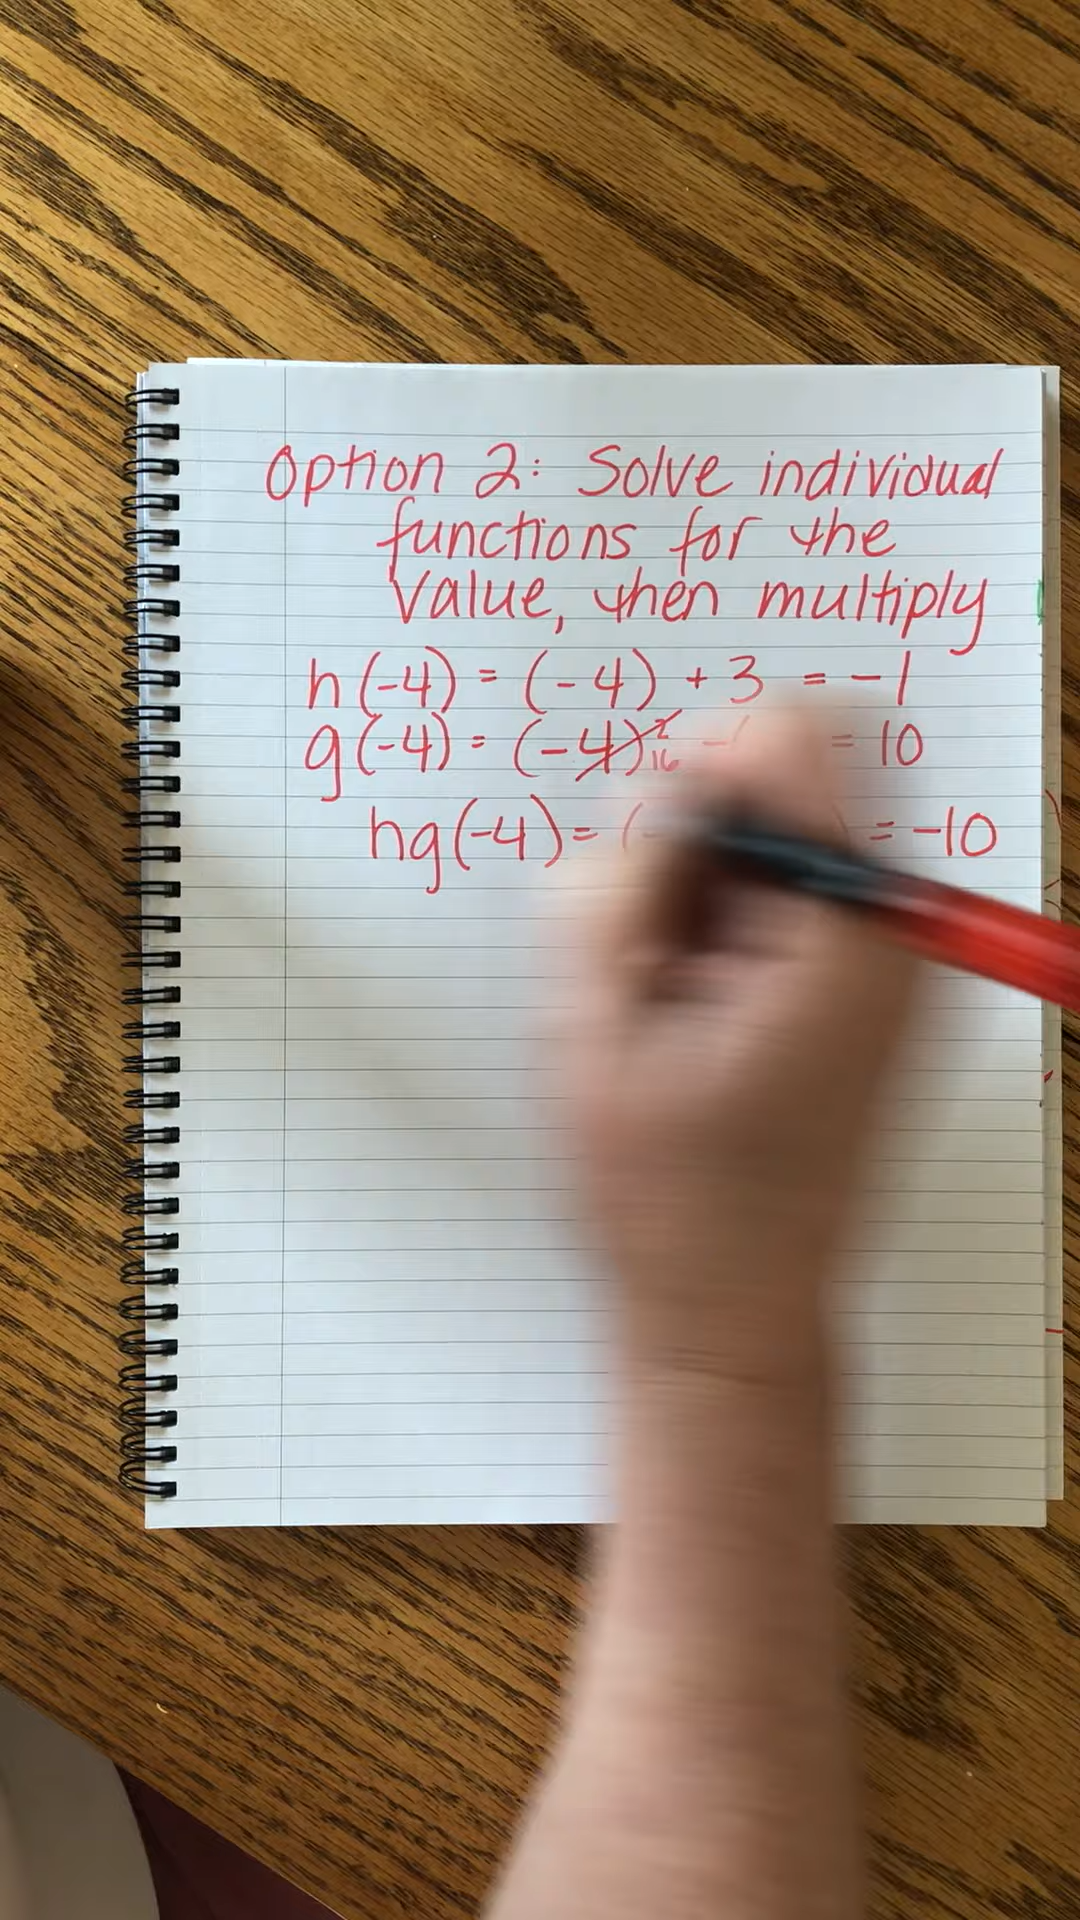 Option 2: Solve individual
functions for the
value, then multiply
h(-4) = (-4) + 3 = -1
g(-4) = (-4)² 16 - = 10
hg(-4) = (- ) = -10